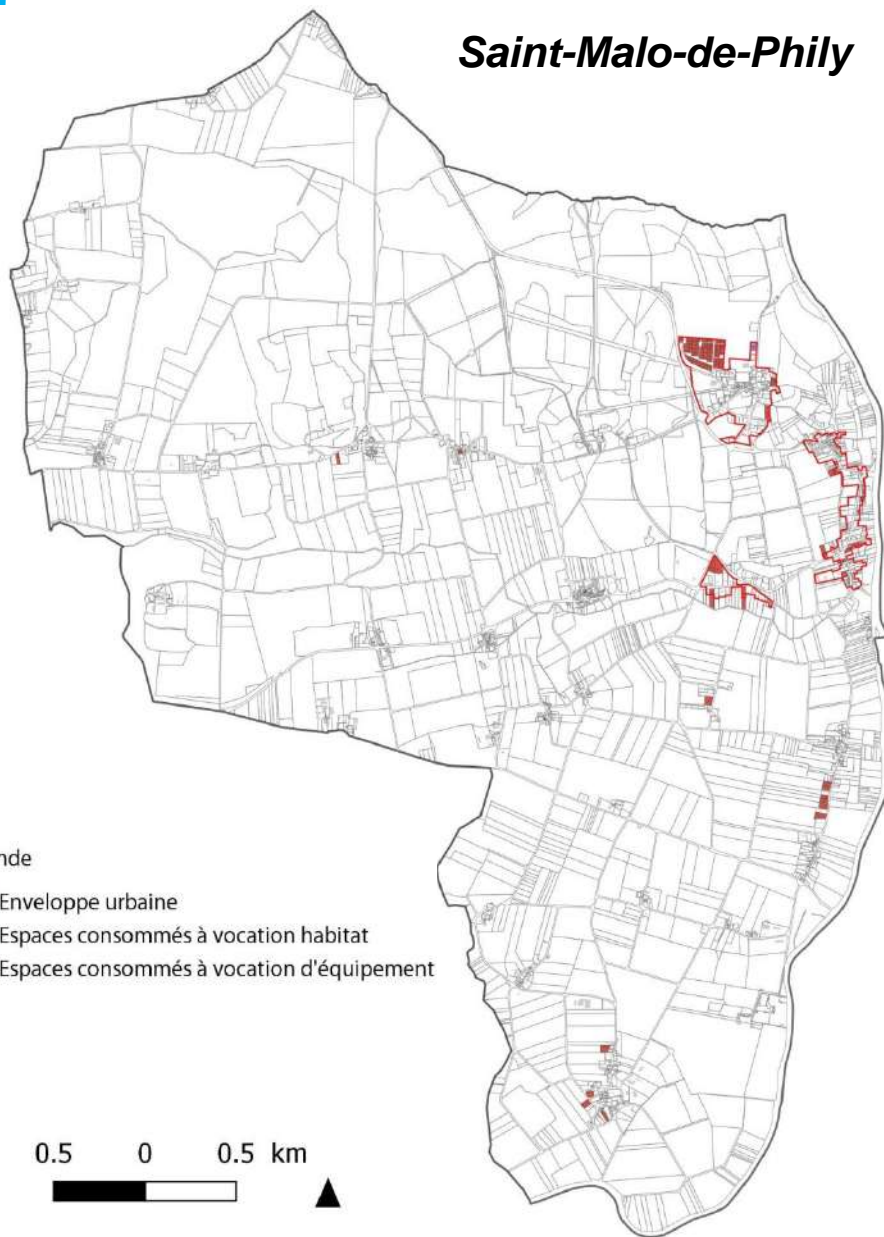 Saint-Malo-de-Phily
nde
Enveloppe urbaine
Espaces consommés à vocation habitat
Espaces consommés à vocation d'équipement
0.5 0 0.5 km